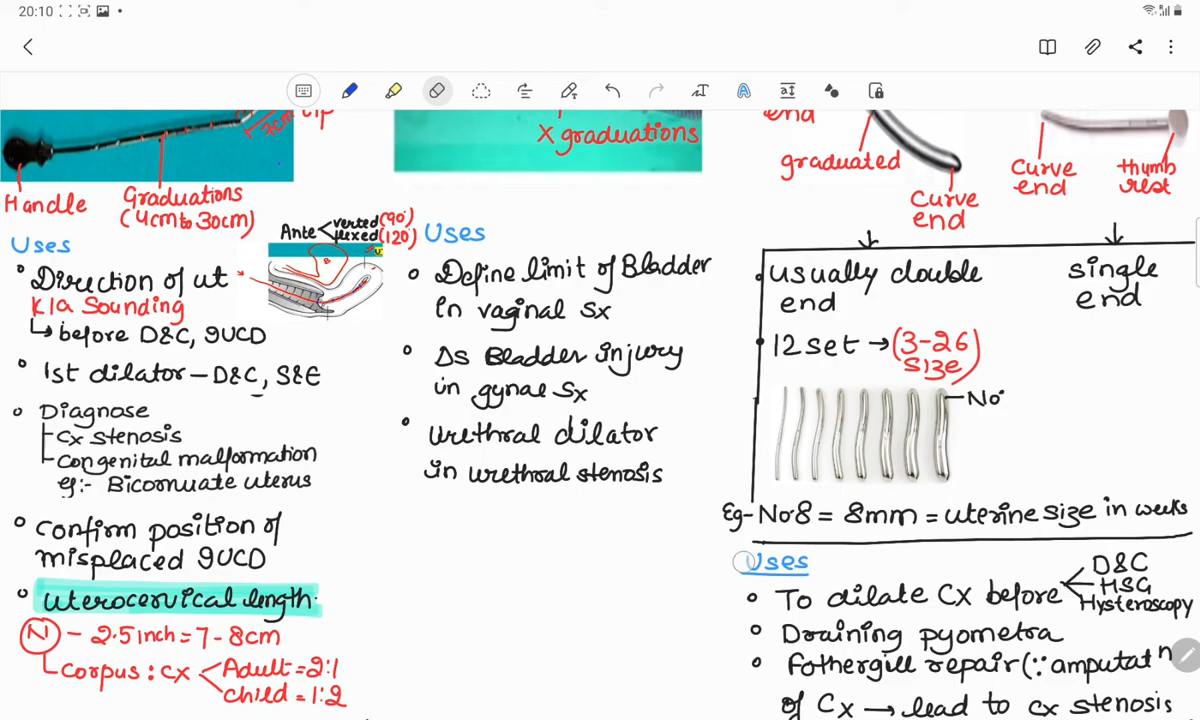 20:10
tip
7cm
Handle
Graduations
(4cm to 30cm)
Uses
Direction of ut
K/a Sounding
↳ before D&C, IUCD
1st dilator – D&C, S&E
Diagnose
Cx stenosis
Congenital malformation
eg:- Bicornuate uterus
Confirm position of
misplaced IUCD
uterocervical length.
N – 2.5 inch = 7-8cm
Corpus : cx
Adult = 2:1
child = 1:2
Ante
verted (90°)
flexed (120°)
B
X graduations
Uses
Define limit of Bladder
in vaginal Sx
Δs Bladder injury
in gynae Sx
urethral dilator
in urethral stenosis
end
graduated
Curve
end
Curve
end
thumb
rest
usually double
end
single
end
12 set → (3-26
size)
No.
Eg- No.8 = 8mm = uterine size in weeks
Uses
To dilate Cx before
D&C
HSG
Hysteroscopy
Draining pyometra
Fothergill repair (∵ amputatⁿ
of Cx → lead to cx stenosis